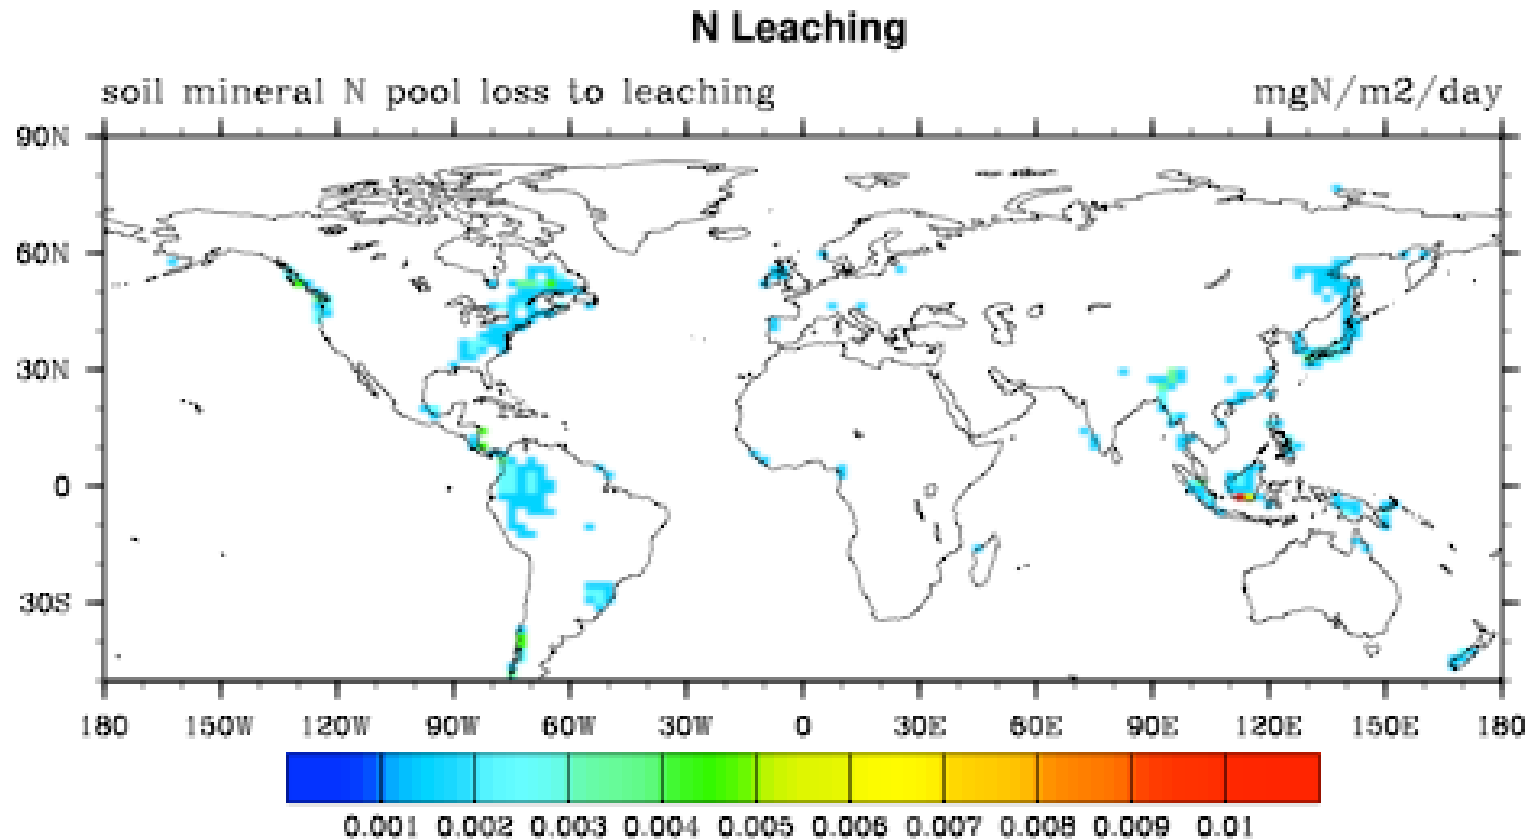 N Leaching
soil mineral N pool loss to leaching mgN/m2/day
90N
60N
30N
0
30S
180 150W 120W 90W 60W 30W 0 30E 60E 90E 120E 150E 180
0.001 0.002 0.003 0.004 0.005 0.006 0.007 0.008 0.009 0.01